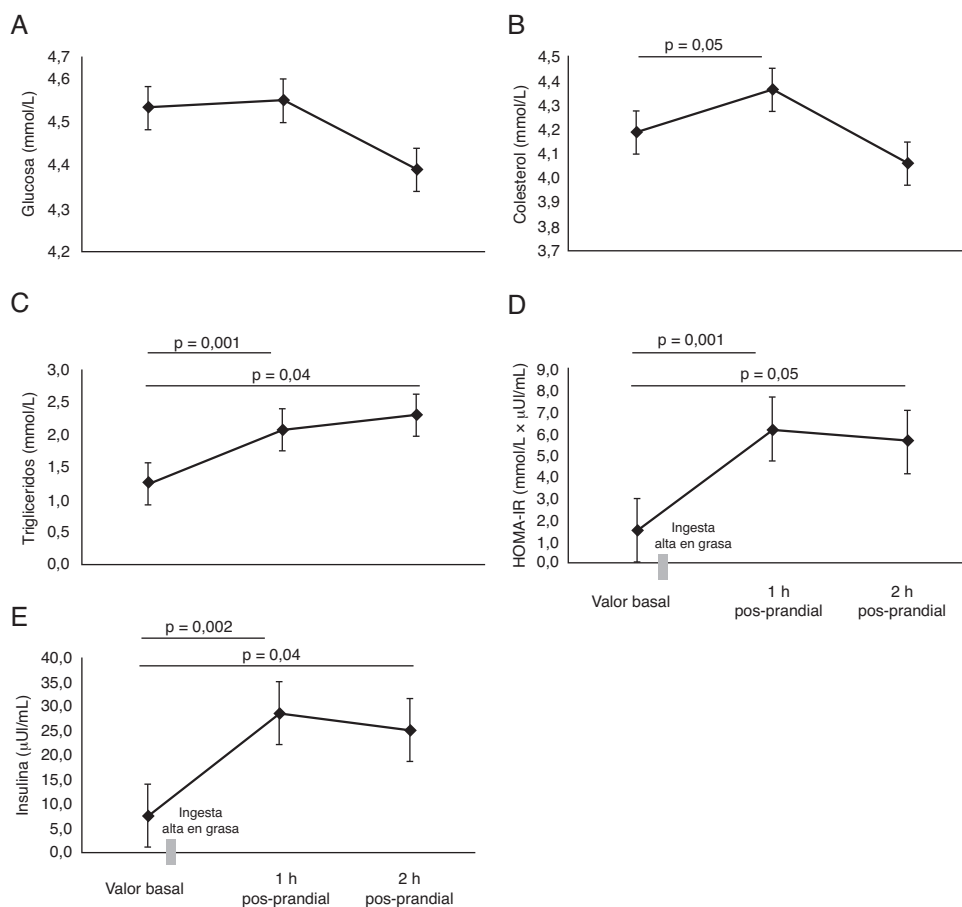 A
4,7
4,6
4,5
4,4
4,3
4,2
Glucosa (mmol/L)
B
p = 0,05
4,5
4,4
4,3
4,2
4,1
4,0
3,9
3,8
3,7
Colesterol (mmol/L)
C
p = 0,001
p = 0,04
3,0
2,5
2,0
1,5
1,0
0,5
0,0
Trigliceridos (mmol/L)
D
p = 0,001
p = 0,05
9,0
8,0
7,0
6,0
5,0
4,0
3,0
2,0
1,0
0,0
HOMA-IR (mmol/L × μUI/mL)
Ingesta
alta en grasa
Valor basal
1 h
pos-prandial
2 h
pos-prandial
E
p = 0,002
p = 0,04
40,0
35,0
30,0
25,0
20,0
15,0
10,0
5,0
0,0
Insulina (μUI/mL)
Ingesta
alta en grasa
Valor basal
1 h
pos-prandial
2 h
pos-prandial